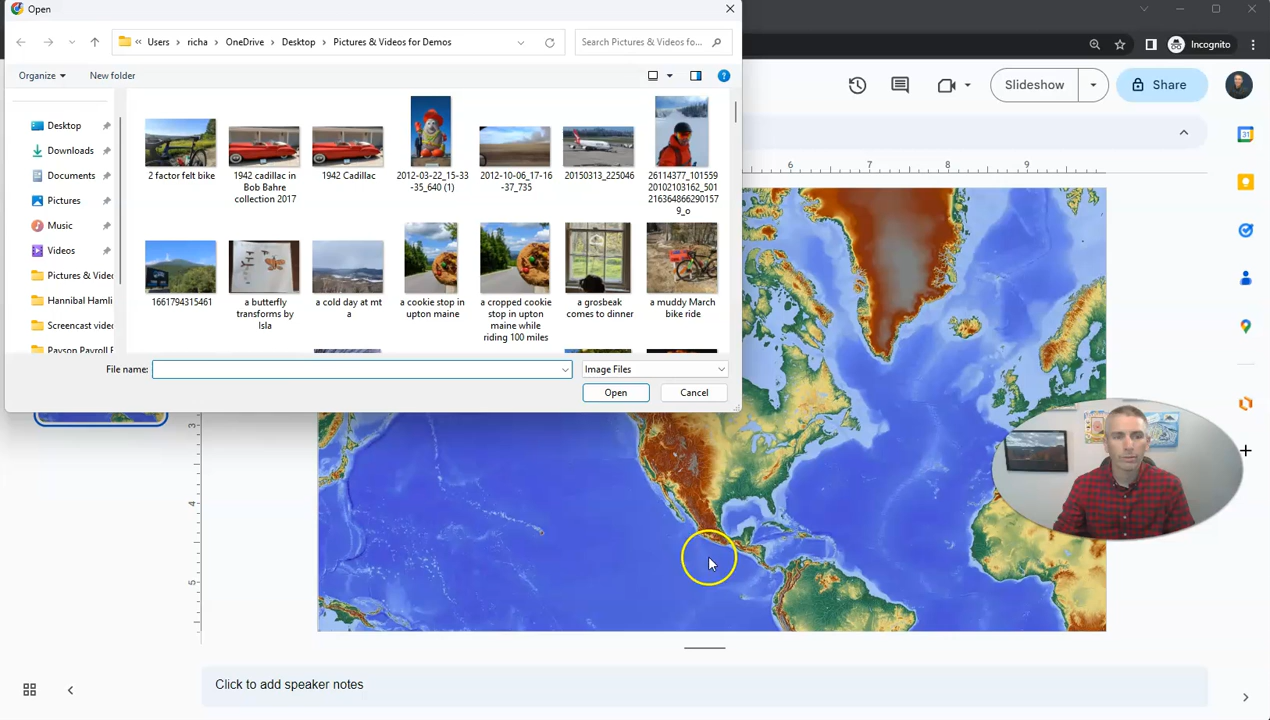 Open
Users
richa
OneDrive
Desktop
Pictures & Videos for Demos
Search Pictures & Videos fo...
Incognito
Organize
New folder
Slideshow
Share
Desktop
Downloads
Documents
Pictures
Music
Videos
Pictures & Vide
Hannibal Hamli
Screencast vide
Payson Payroll F
2 factor felt bike
1942 cadillac in
Bob Bahre
collection 2017
1942 Cadillac
2012-03-22_15-33
-35_640 (1)
2012-10-06_17-16
-37_735
20150313_225046
26114377_101559
20102103162_501
216364866290157
9_o
1661794315461
a butterfly
transforms by
Isla
a cold day at mt
a
a cookie stop in
upton maine
a cropped cookie
stop in upton
maine while
riding 100 miles
a grosbeak
comes to dinner
a muddy March
bike ride
File name:
Image Files
Open
Cancel
6
7
8
9
3
4
5
31
Click to add speaker notes